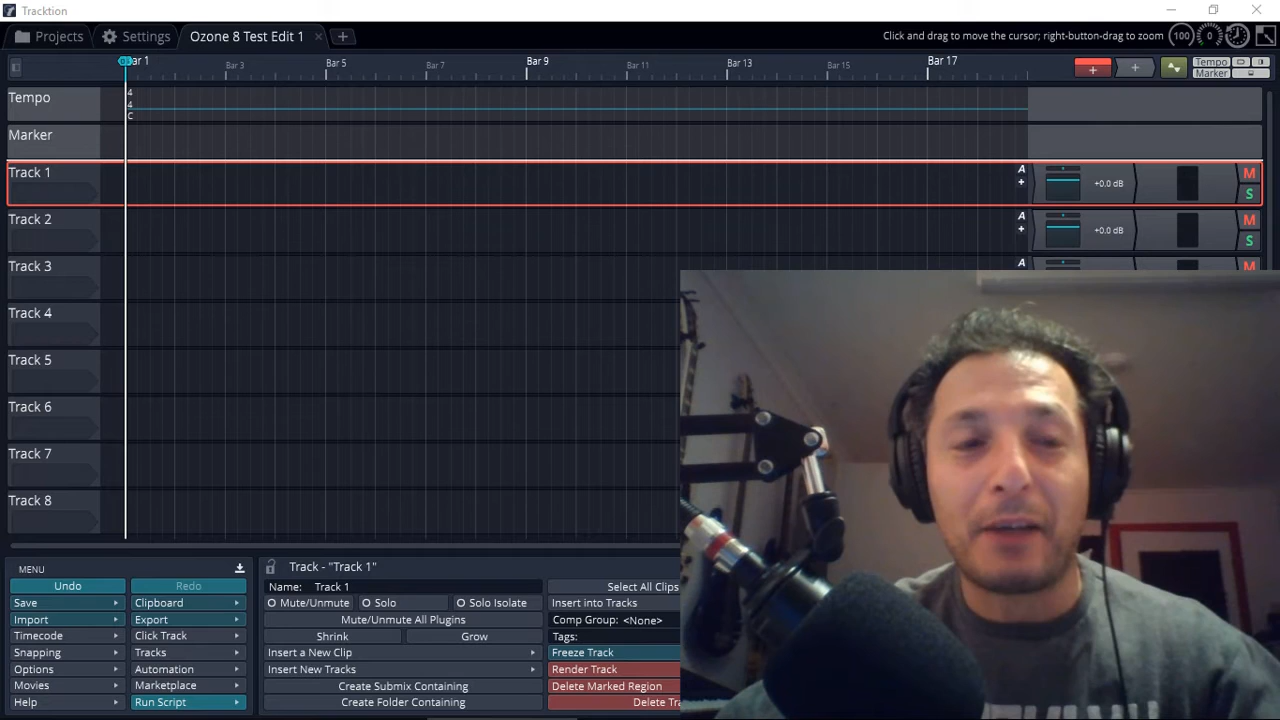 Tracktion
Projects
Settings
Ozone 8 Test Edit 1
Click and drag to move the cursor; right-button-drag to zoom
100
0
Bar 1
Bar 3
Bar 5
Bar 7
Bar 9
Bar 11
Bar 13
Bar 15
Bar 17
Tempo
Marker
Tempo
4
4
C
Marker
Track 1
A
+0.0 dB
M
S
Track 2
A
+0.0 dB
M
S
Track 3
A
M
Track 4
Track 5
Track 6
Track 7
Track 8
MENU
Undo
Redo
Save
Clipboard
Import
Export
Timecode
Click Track
Snapping
Tracks
Options
Automation
Movies
Marketplace
Help
Run Script
Track - "Track 1"
Name: Track 1
Mute/Unmute
Solo
Solo Isolate
Mute/Unmute All Plugins
Shrink
Grow
Insert a New Clip
Insert New Tracks
Create Submix Containing
Create Folder Containing
Select All Clips
Insert into Tracks
Comp Group: <None>
Tags:
Freeze Track
Render Track
Delete Marked Region
Delete Tra